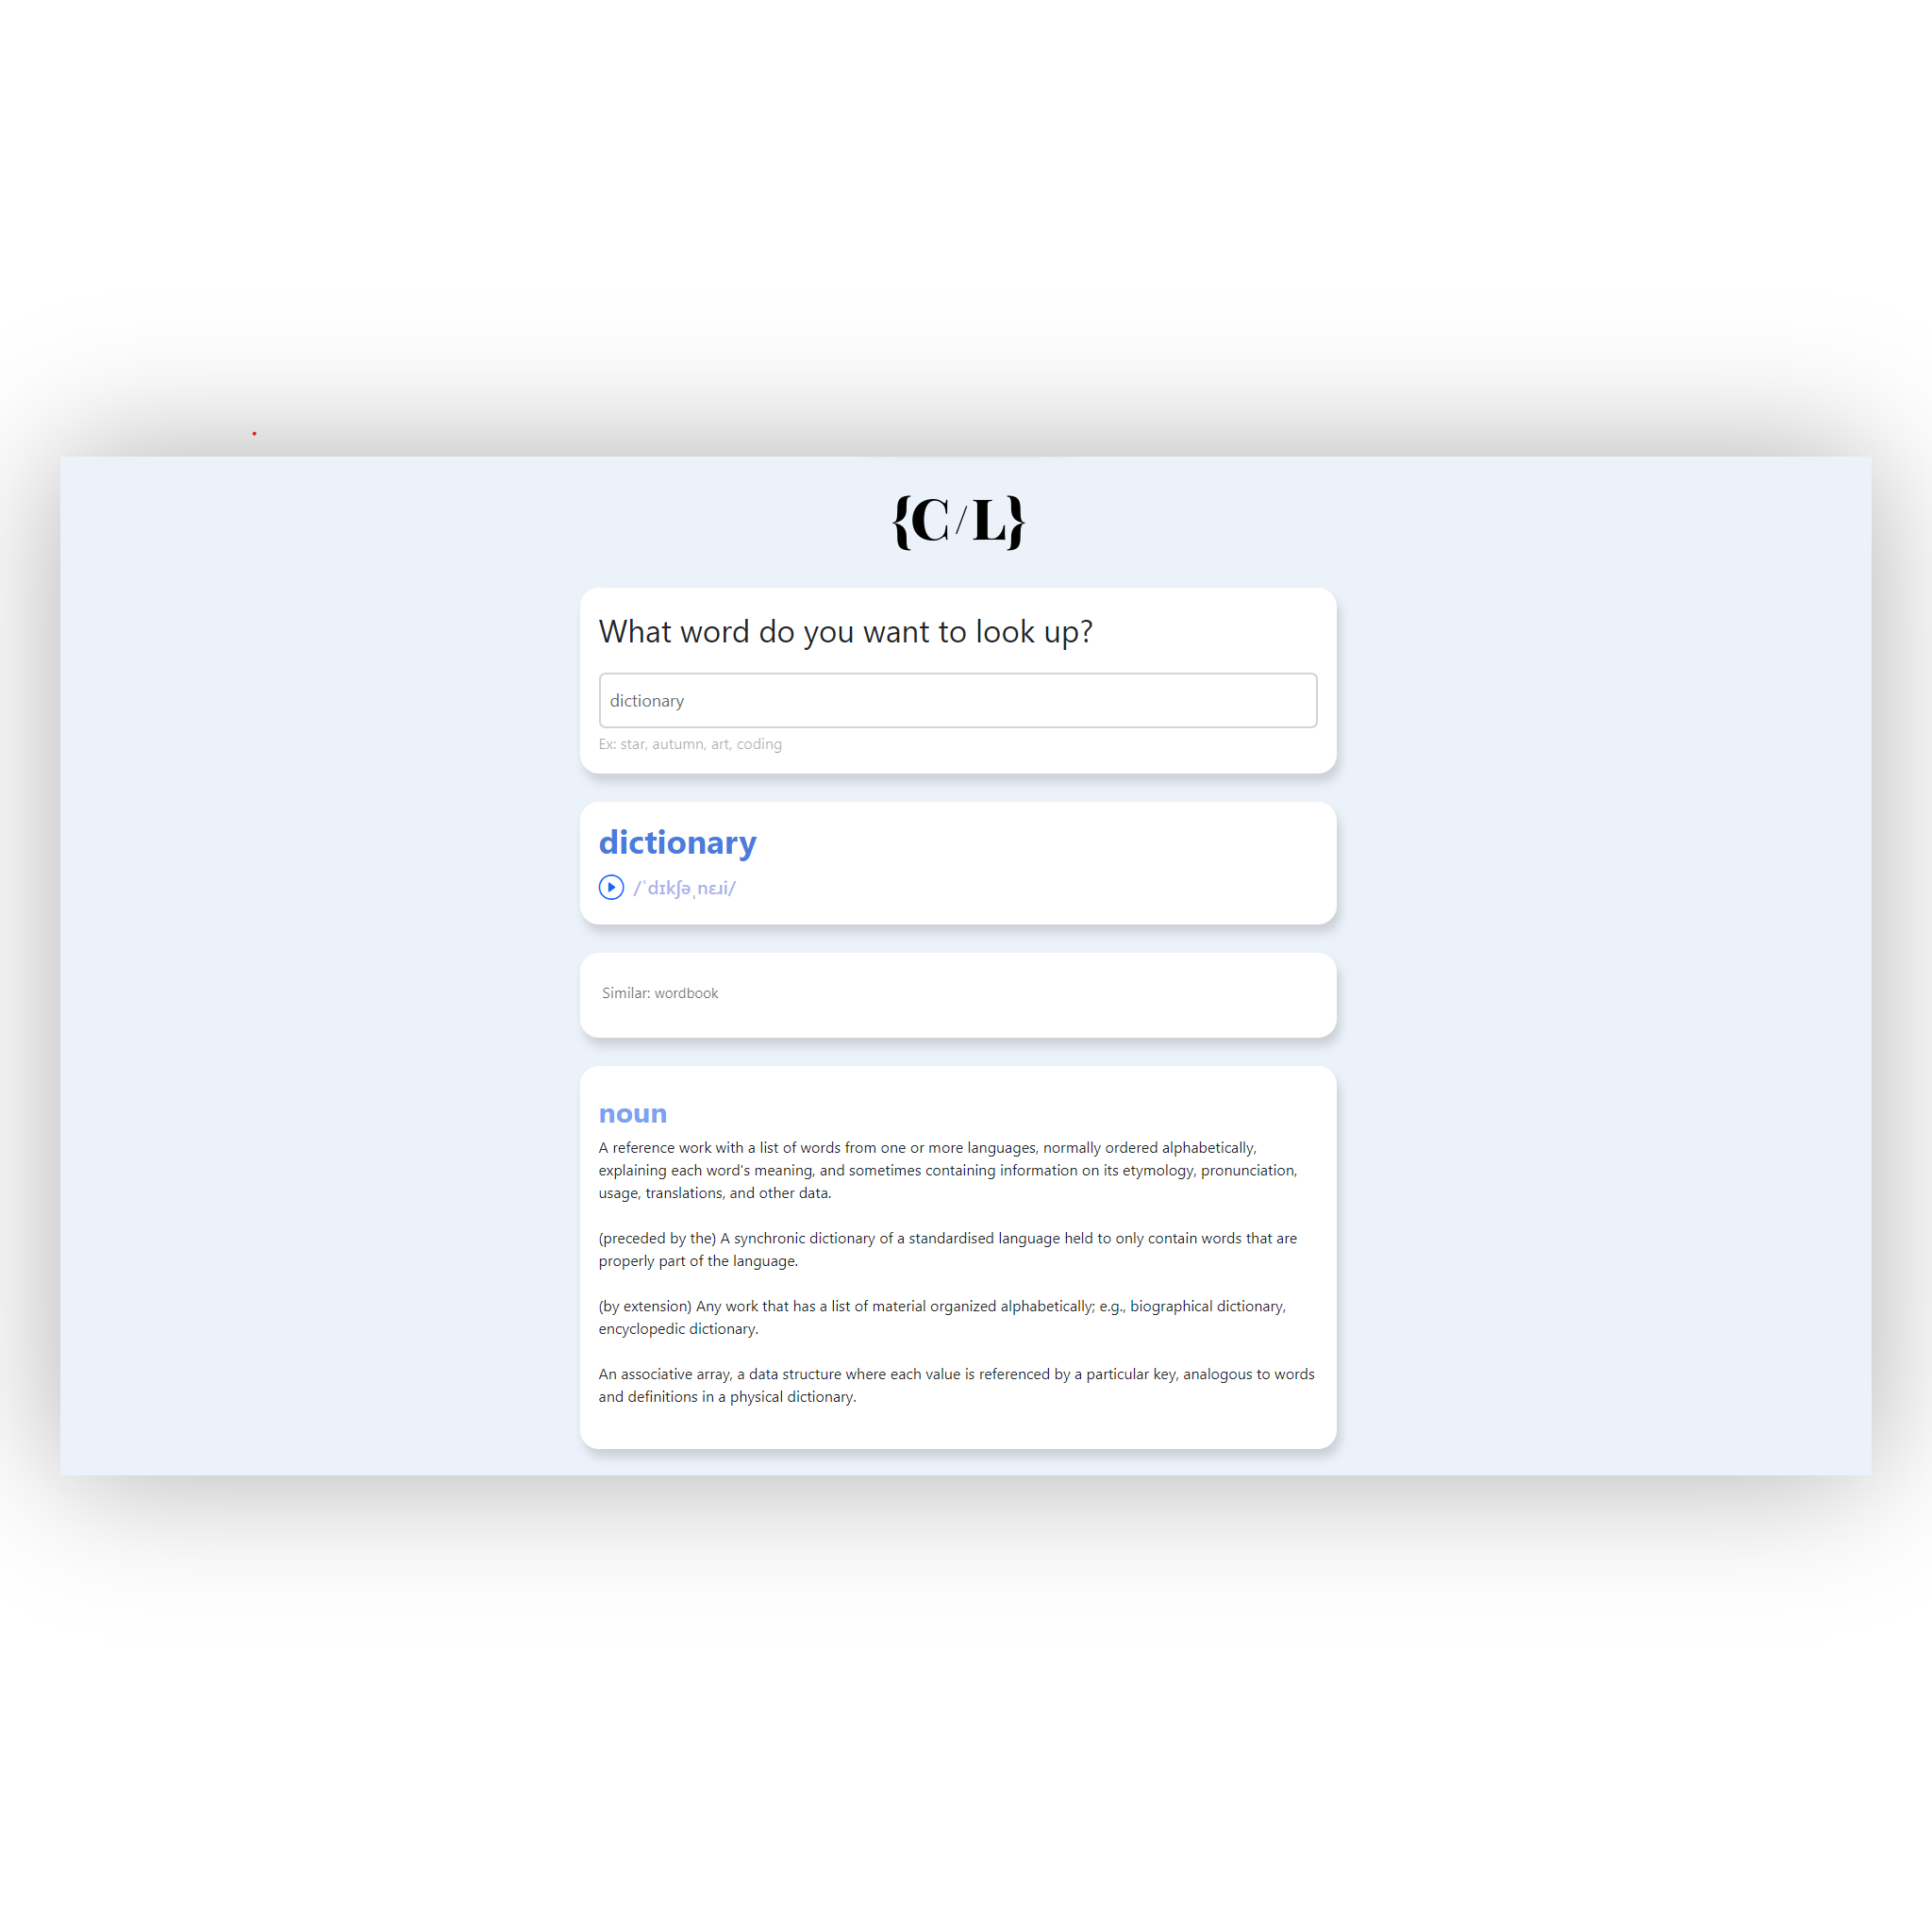 {C/L}
What word do you want to look up?
dictionary
Ex: star, autumn, art, coding
dictionary
/ˈdɪkʃəˌnɛɹi/
Similar: wordbook
noun
A reference work with a list of words from one or more languages, normally ordered alphabetically,
explaining each word's meaning, and sometimes containing information on its etymology, pronunciation,
usage, translations, and other data.
(preceded by the) A synchronic dictionary of a standardised language held to only contain words that are
properly part of the language.
(by extension) Any work that has a list of material organized alphabetically; e.g., biographical dictionary,
encyclopedic dictionary.
An associative array, a data structure where each value is referenced by a particular key, analogous to words
and definitions in a physical dictionary.